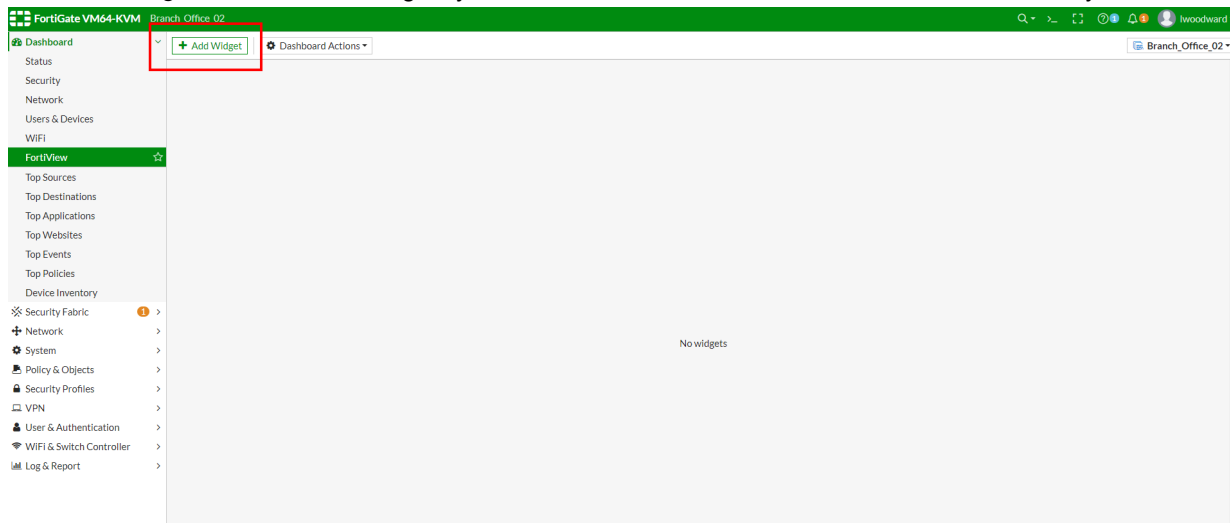 FortiGate VM64-KVM Branch Office 02
1 1 lwoodward
Dashboard
+ Add Widget Dashboard Actions
Branch_Office_02
Status
Security
Network
Users & Devices
WiFi
FortiView
Top Sources
Top Destinations
Top Applications
Top Websites
Top Events
Top Policies
Device Inventory
Security Fabric 1
Network
System
No widgets
Policy & Objects
Security Profiles
VPN
User & Authentication
WiFi & Switch Controller
Log & Report